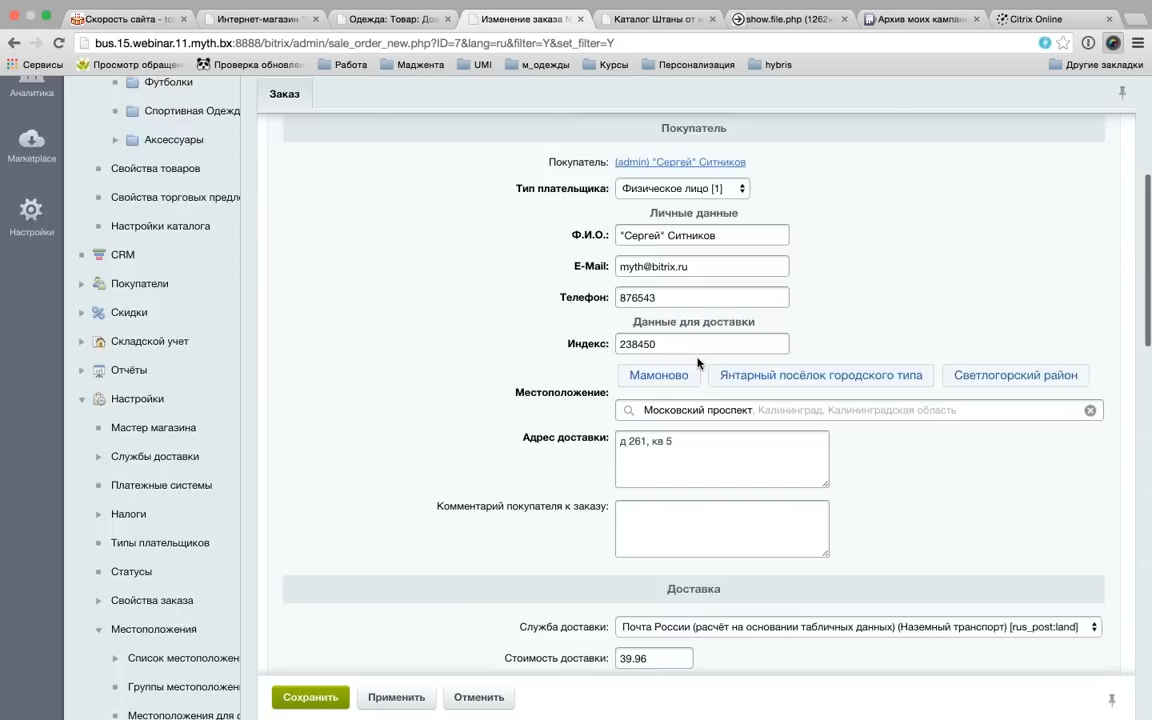 Скорость сайта - tor
Интернет-магазин
Одежда: Товар: До
Изменение заказа
Каталог Штаны от м
show.file.php (1262×
Архив моих кампан
Citrix Online
bus.15.webinar.11.myth.bx:8888/bitrix/admin/sale_order_new.php?ID=7&lang=ru&filter=Y&set_filter=Y
Сервисы
Просмотр обращен
Проверка обновле
Работа
Маджента
UMI
м_одежды
Курсы
Персонализация
hybris
Другие закладки
Аналитика
Marketplace
Настройки
Футболки
Спортивная Одежд
Аксессуары
Свойства товаров
Свойства торговых предл
Настройки каталога
CRM
Покупатели
Скидки
Складской учет
Отчёты
Настройки
Мастер магазина
Службы доставки
Платежные системы
Налоги
Типы плательщиков
Статусы
Свойства заказа
Местоположения
Список местоположен
Группы местоположен
Местоположения для с
Заказ
Покупатель
Покупатель: (admin) "Сергей" Ситников
Тип плательщика: Физическое лицо [1]
Личные данные
Ф.И.О.: "Сергей" Ситников
E-Mail: myth@bitrix.ru
Телефон: 876543
Данные для доставки
Индекс: 238450
Мамоново Янтарный посёлок городского типа Светлогорский район
Местоположение:
Московский проспект, Калининград, Калининградская область
Адрес доставки: д 261, кв 5
Комментарий покупателя к заказу:
Доставка
Служба доставки: Почта России (расчёт на основании табличных данных) (Наземный транспорт) [rus_post:land]
Стоимость доставки: 39.96
Сохранить Применить Отменить